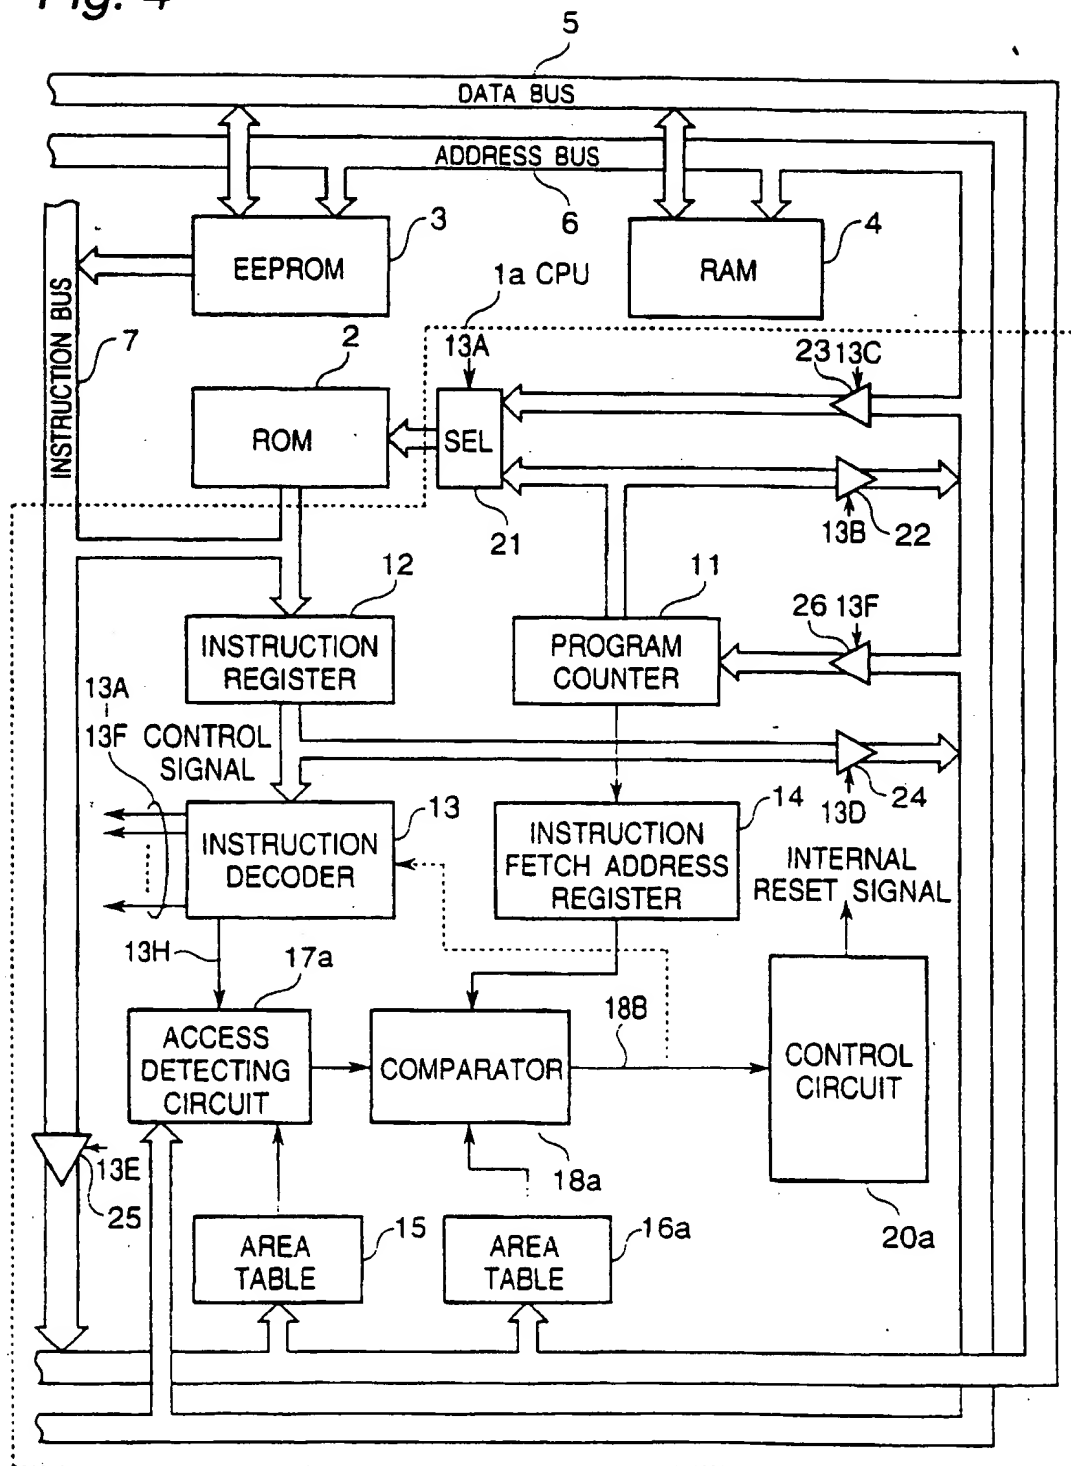 Fig. 4
5
DATA BUS
ADDRESS BUS
6
3
EEPROM
4
RAM
1a CPU
INSTRUCTION BUS
7
2
ROM
13A
SEL
21
23 13C
13B
22
12
INSTRUCTION
REGISTER
11
PROGRAM
COUNTER
26 13F
13A
13F CONTROL
SIGNAL
13D
24
13
INSTRUCTION
DECODER
14
INSTRUCTION
FETCH ADDRESS
REGISTER
INTERNAL
RESET SIGNAL
13H
17a
ACCESS
DETECTING
CIRCUIT
COMPARATOR
18B
18a
CONTROL
CIRCUIT
20a
13E
25
15
AREA
TABLE
16a
AREA
TABLE